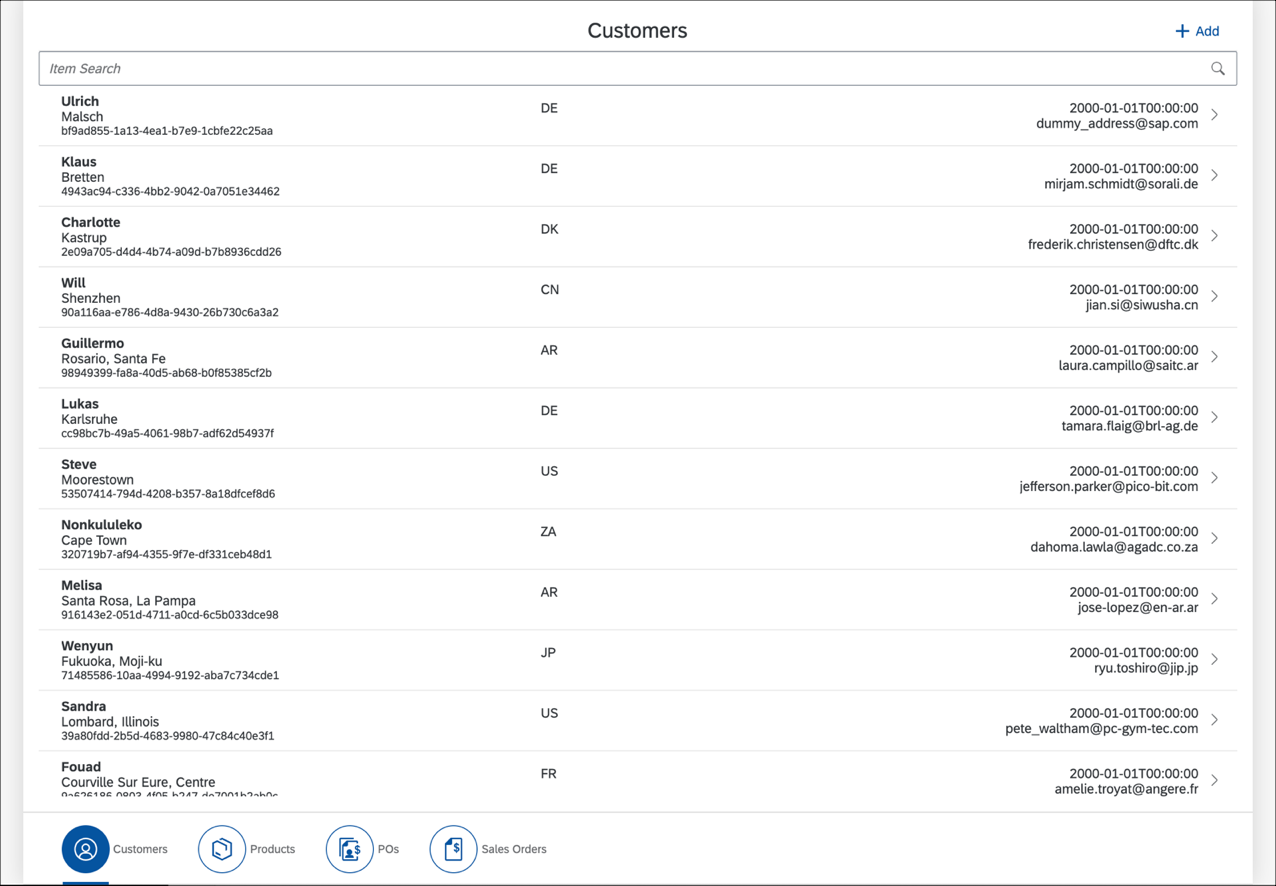 Customers
Add
Item Search
Ulrich
Malsch
bf9ad855-1a13-4ea1-b7e9-1cbfe22c25aa
DE
2000-01-01T00:00:00
dummy_address@sap.com
Klaus
Bretten
4943ac94-c336-4bb2-9042-0a7051e34462
DE
2000-01-01T00:00:00
mirjam.schmidt@sorali.de
Charlotte
Kastrup
2e09a705-d4d4-4b74-a09d-b7b8936cdd26
DK
2000-01-01T00:00:00
frederik.christensen@dftc.dk
Will
Shenzhen
90a116aa-e786-4d8a-9430-26b730c6a3a2
CN
2000-01-01T00:00:00
jian.si@siwusha.cn
Guillermo
Rosario, Santa Fe
98949399-fa8a-40d5-ab68-b0f85385cf2b
AR
2000-01-01T00:00:00
laura.campillo@saitc.ar
Lukas
Karlsruhe
cc98bc7b-49a5-4061-98b7-adf62d54937f
DE
2000-01-01T00:00:00
tamara.flaig@brl-ag.de
Steve
Moorestown
53507414-794d-4208-b357-8a18dfcef8d6
US
2000-01-01T00:00:00
jefferson.parker@pico-bit.com
Nonkululeko
Cape Town
320719b7-af94-4355-9f7e-df331ceb48d1
ZA
2000-01-01T00:00:00
dahoma.lawla@agadc.co.za
Melisa
Santa Rosa, La Pampa
916143e2-051d-4711-a0cd-6c5b033dce98
AR
2000-01-01T00:00:00
jose-lopez@en-ar.ar
Wenyun
Fukuoka, Moji-ku
71485586-10aa-4994-9192-aba7c734cde1
JP
2000-01-01T00:00:00
ryu.toshiro@jip.jp
Sandra
Lombard, Illinois
39a80fdd-2b5d-4683-9980-47c84c40e3f1
US
2000-01-01T00:00:00
pete_waltham@pc-gym-tec.com
Fouad
Courville Sur Eure, Centre
FR
2000-01-01T00:00:00
amelie.troyat@angere.fr
Customers
Products
POs
Sales Orders